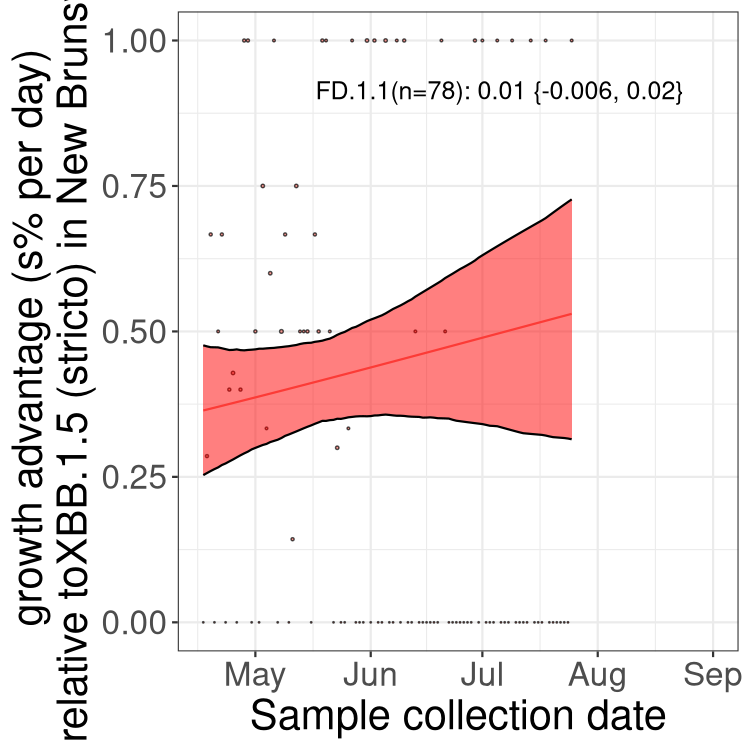 growth advantage (s% per day)
relative toXBB.1.5 (stricto) in New Bruns
1.00
0.75
0.50
0.25
0.00
FD.1.1(n=78): 0.01 {-0.006, 0.02}
May Jun Jul Aug Sep
Sample collection date